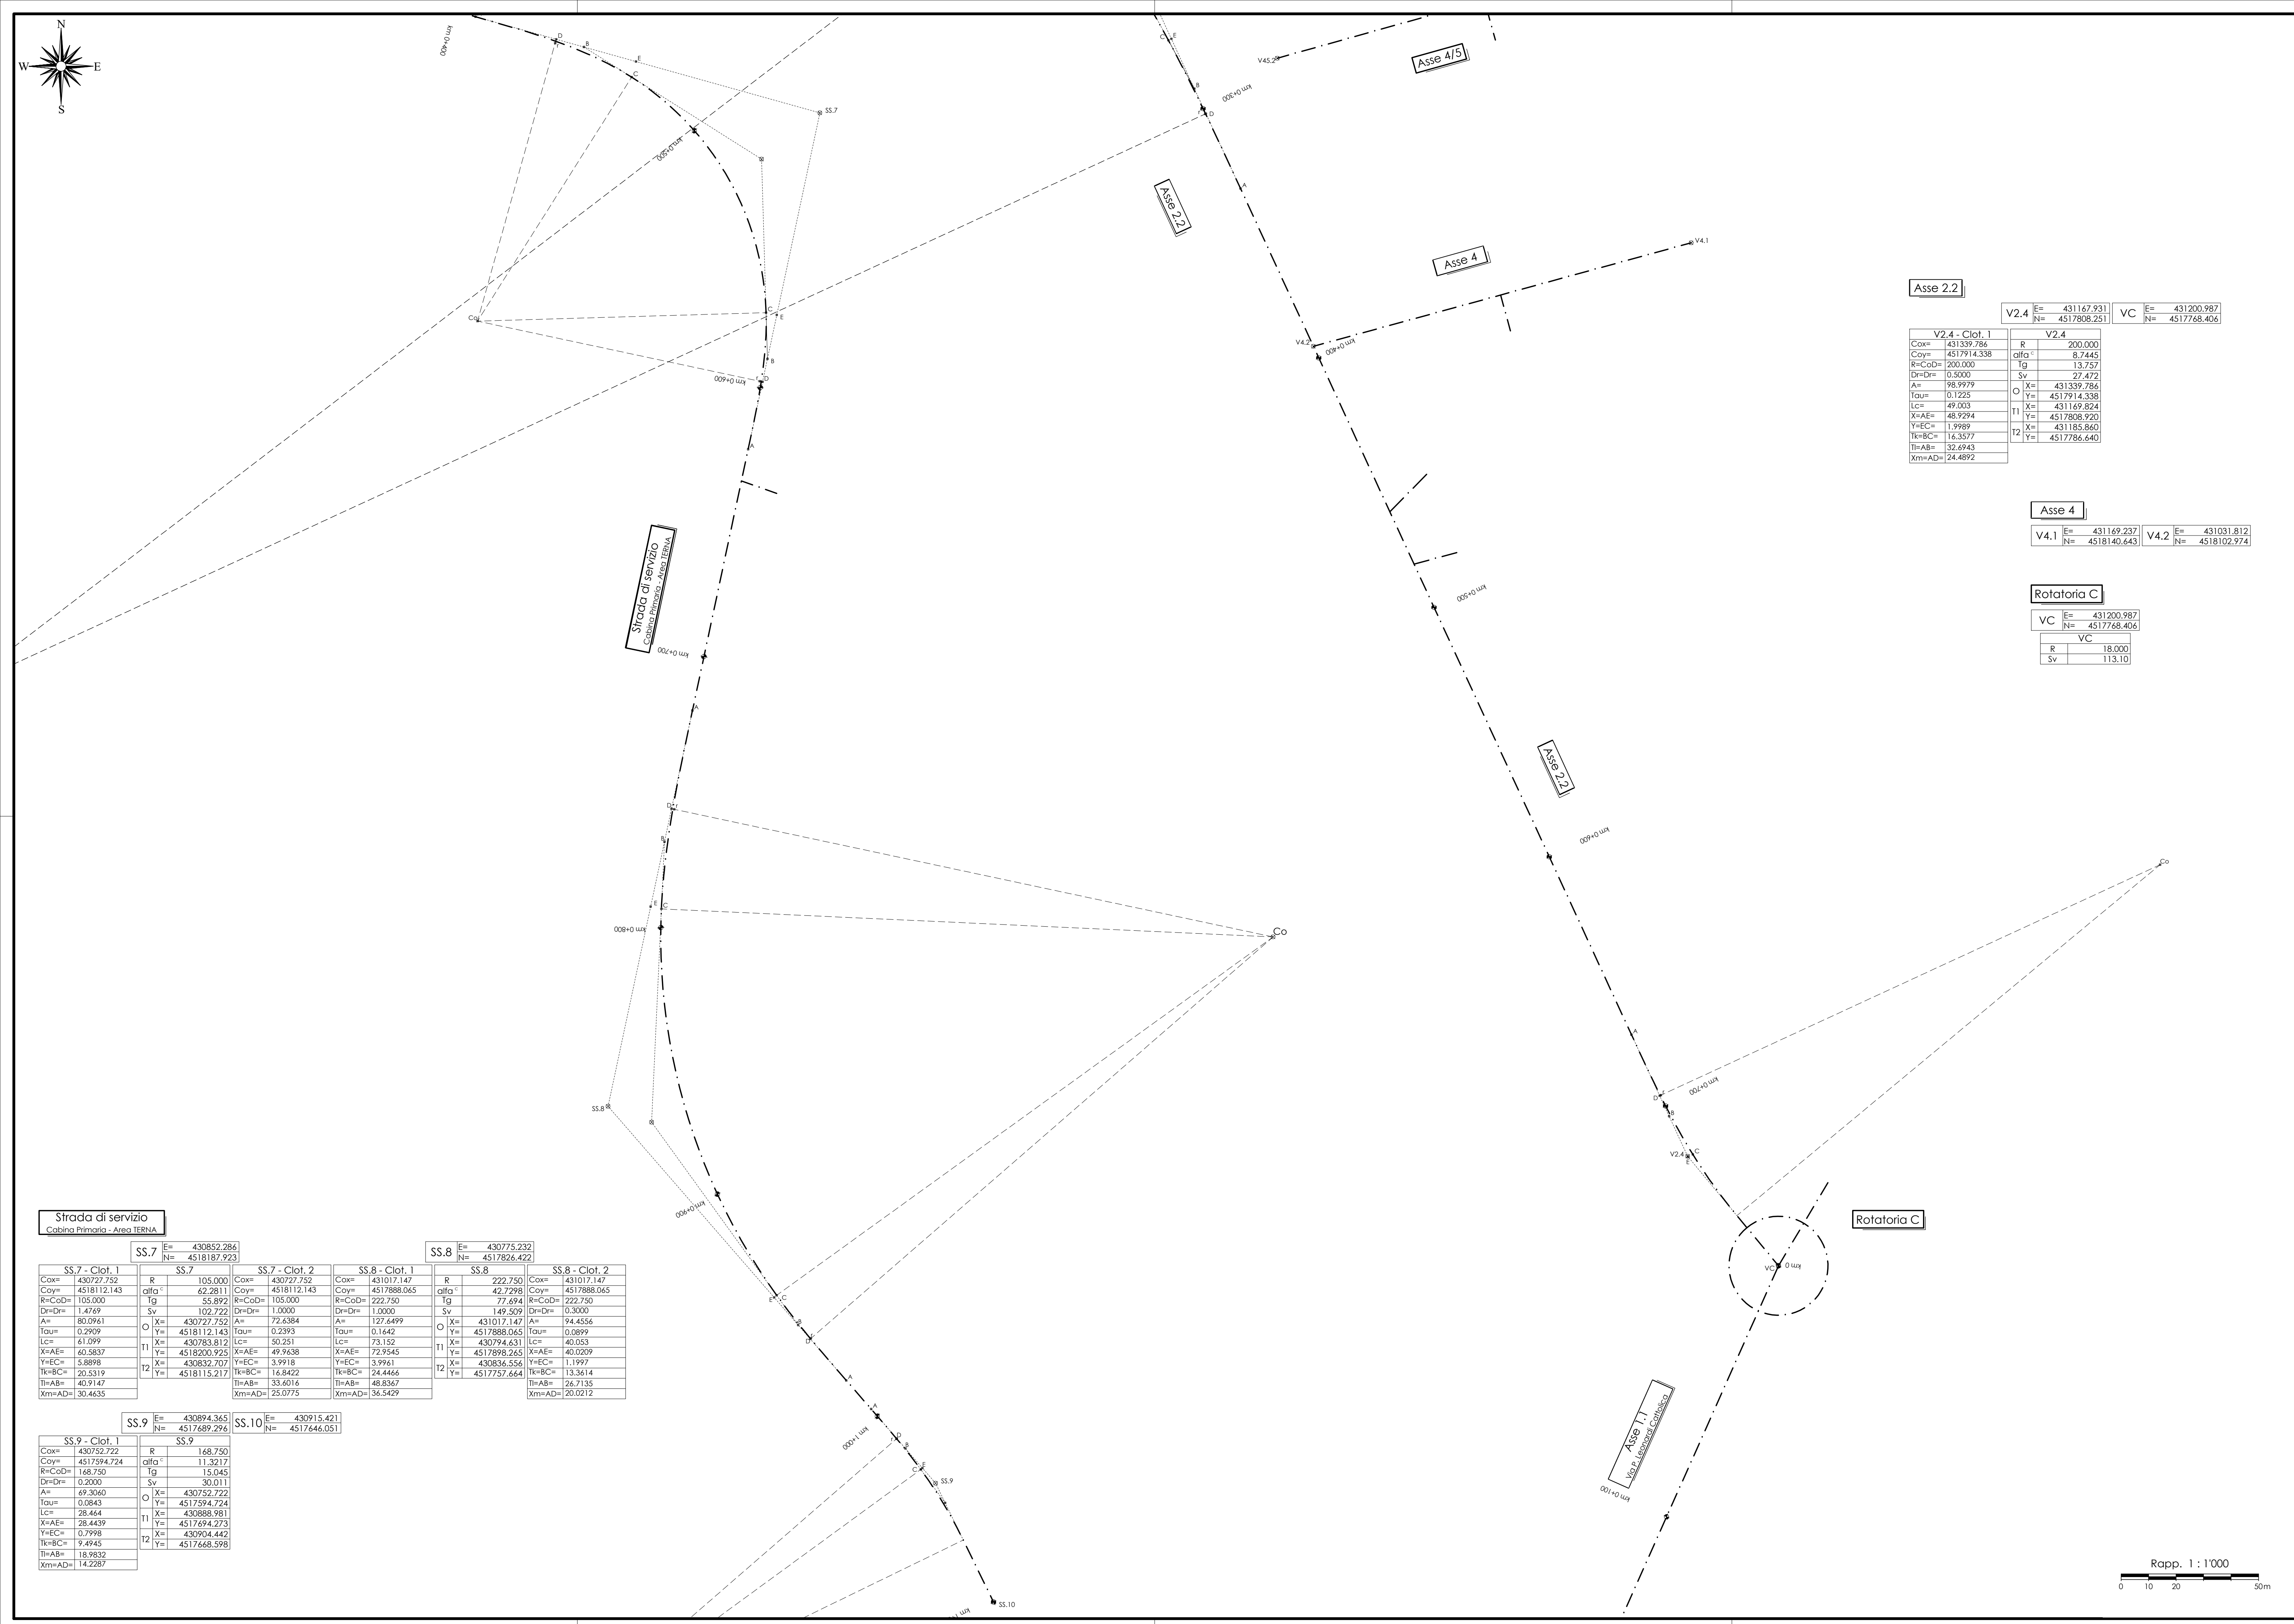 N
W E
S
km 0+400
D
B
E
C
SS.7
km 0+500
Co
C
E
B
D
km 0+600
A
Strada di servizio
Cabina Primaria - Area TERNA
km 0+700
A
D
B
E
C
km 0+800
Co
SS.8
km 0+900
E C
B
D
A
A
km 1+000
D
B
E
C
SS.9
SS.10
C E
B
D
km 0+300
V45.2
Asse 4/5
A
Asse 2.2
Asse 4
V4.1
V4.2
km 0+400
km 0+500
Asse 2.2
km 0+600
Co
A
D
km 0+700
B
C
V2.4
E
Rotatoria C
VC
km 0
Asse 1.1
Via P. Leonardi Cattolica
km 0+100
Asse 2.2
V2.4 E= 431167.931 N= 4517808.251 VC E= 431200.987 N= 4517768.406
V2.4 - Clot. 1
Cox= 431339.786
Coy= 4517914.338
R=CoD= 200.000
Dr=Dr= 0.5000
A= 98.9979
Tau= 0.1225
Lc= 49.003
X=AE= 48.9294
Y=EC= 1.9989
Tk=BC= 16.3577
Tl=AB= 32.6943
Xm=AD= 24.4892
V2.4
R 200.000
alfa c 8.7445
Tg 13.757
Sv 27.472
O X= 431339.786
Y= 4517914.338
T1 X= 431169.824
Y= 4517808.920
T2 X= 431185.860
Y= 4517786.640
Asse 4
V4.1 E= 431169.237 N= 4518140.643 V4.2 E= 431031.812 N= 4518102.974
Rotatoria C
VC E= 431200.987
N= 4517768.406
VC
R 18.000
Sv 113.10
Strada di servizio
Cabina Primaria - Area TERNA
SS.7 E= 430852.286
N= 4518187.923
SS.7 - Clot. 1
Cox= 430727.752
Coy= 4518112.143
R=CoD= 105.000
Dr=Dr= 1.4769
A= 80.0961
Tau= 0.2909
Lc= 61.099
X=AE= 60.5837
Y=EC= 5.8898
Tk=BC= 20.5319
Tl=AB= 40.9147
Xm=AD= 30.4635
SS.7
R 105.000
alfa c 62.2811
Tg 55.892
Sv 102.722
O X= 430727.752
Y= 4518112.143
T1 X= 430783.812
Y= 4518200.925
T2 X= 430832.707
Y= 4518115.217
SS.7 - Clot. 2
Cox= 430727.752
Coy= 4518112.143
R=CoD= 105.000
Dr=Dr= 1.0000
A= 72.6384
Tau= 0.2393
Lc= 50.251
X=AE= 49.9638
Y=EC= 3.9918
Tk=BC= 16.8422
Tl=AB= 33.6016
Xm=AD= 25.0775
SS.8 E= 430775.232
N= 4517826.422
SS.8 - Clot. 1
Cox= 431017.147
Coy= 4517888.065
R=CoD= 222.750
Dr=Dr= 1.0000
A= 127.6499
Tau= 0.1642
Lc= 73.152
X=AE= 72.9545
Y=EC= 3.9961
Tk=BC= 24.4466
Tl=AB= 48.8367
Xm=AD= 36.5429
SS.8
R 222.750
alfa c 42.7298
Tg 77.694
Sv 149.509
O X= 431017.147
Y= 4517888.065
T1 X= 430794.631
Y= 4517898.265
T2 X= 430836.556
Y= 4517757.664
SS.8 - Clot. 2
Cox= 431017.147
Coy= 4517888.065
R=CoD= 222.750
Dr=Dr= 0.3000
A= 94.4556
Tau= 0.0899
Lc= 40.053
X=AE= 40.0209
Y=EC= 1.1997
Tk=BC= 13.3614
Tl=AB= 26.7135
Xm=AD= 20.0212
SS.9 E= 430894.365 N= 4517689.296 SS.10 E= 430915.421 N= 4517646.051
SS.9 - Clot. 1
Cox= 430752.722
Coy= 4517594.724
R=CoD= 168.750
Dr=Dr= 0.2000
A= 69.3060
Tau= 0.0843
Lc= 28.464
X=AE= 28.4439
Y=EC= 0.7998
Tk=BC= 9.4945
Tl=AB= 18.9832
Xm=AD= 14.2287
SS.9
R 168.750
alfa c 11.3217
Tg 15.045
Sv 30.011
O X= 430752.722
Y= 4517594.724
T1 X= 430888.981
Y= 4517694.273
T2 X= 430904.442
Y= 4517668.598
Rapp. 1 : 1'000
0 10 20 50m